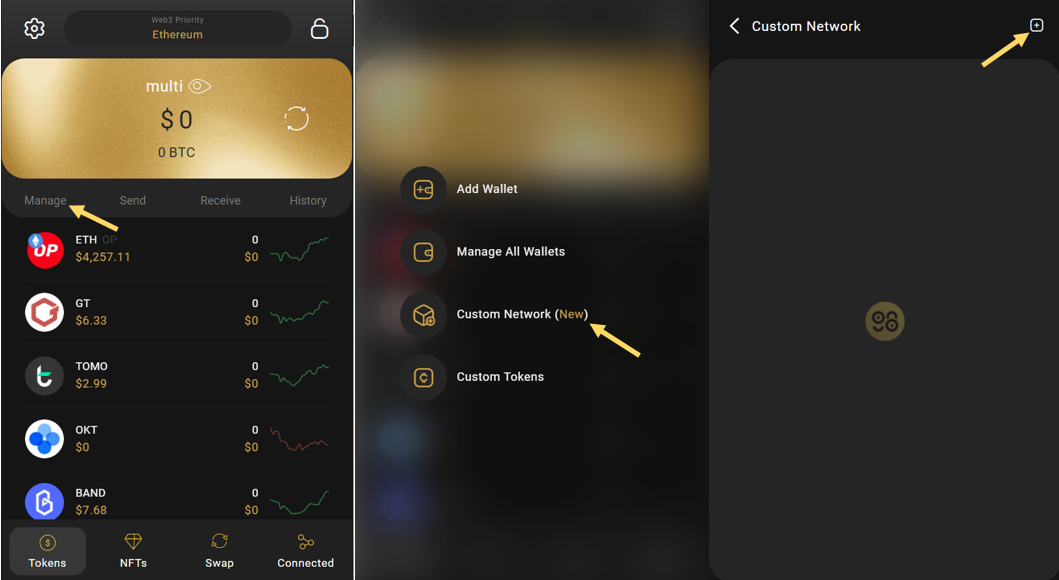 Web3 Priority
Ethereum
multi
$ 0
0 BTC
Manage Send Receive History
ETH OP 0
$4,257.11 $0
GT 0
$6.33 $0
TOMO 0
$2.99 $0
OKT 0
$0 $0
BAND 0
$7.68 $0
Tokens NFTs Swap Connected
Add Wallet
Manage All Wallets
Custom Network (New)
Custom Tokens
Custom Network